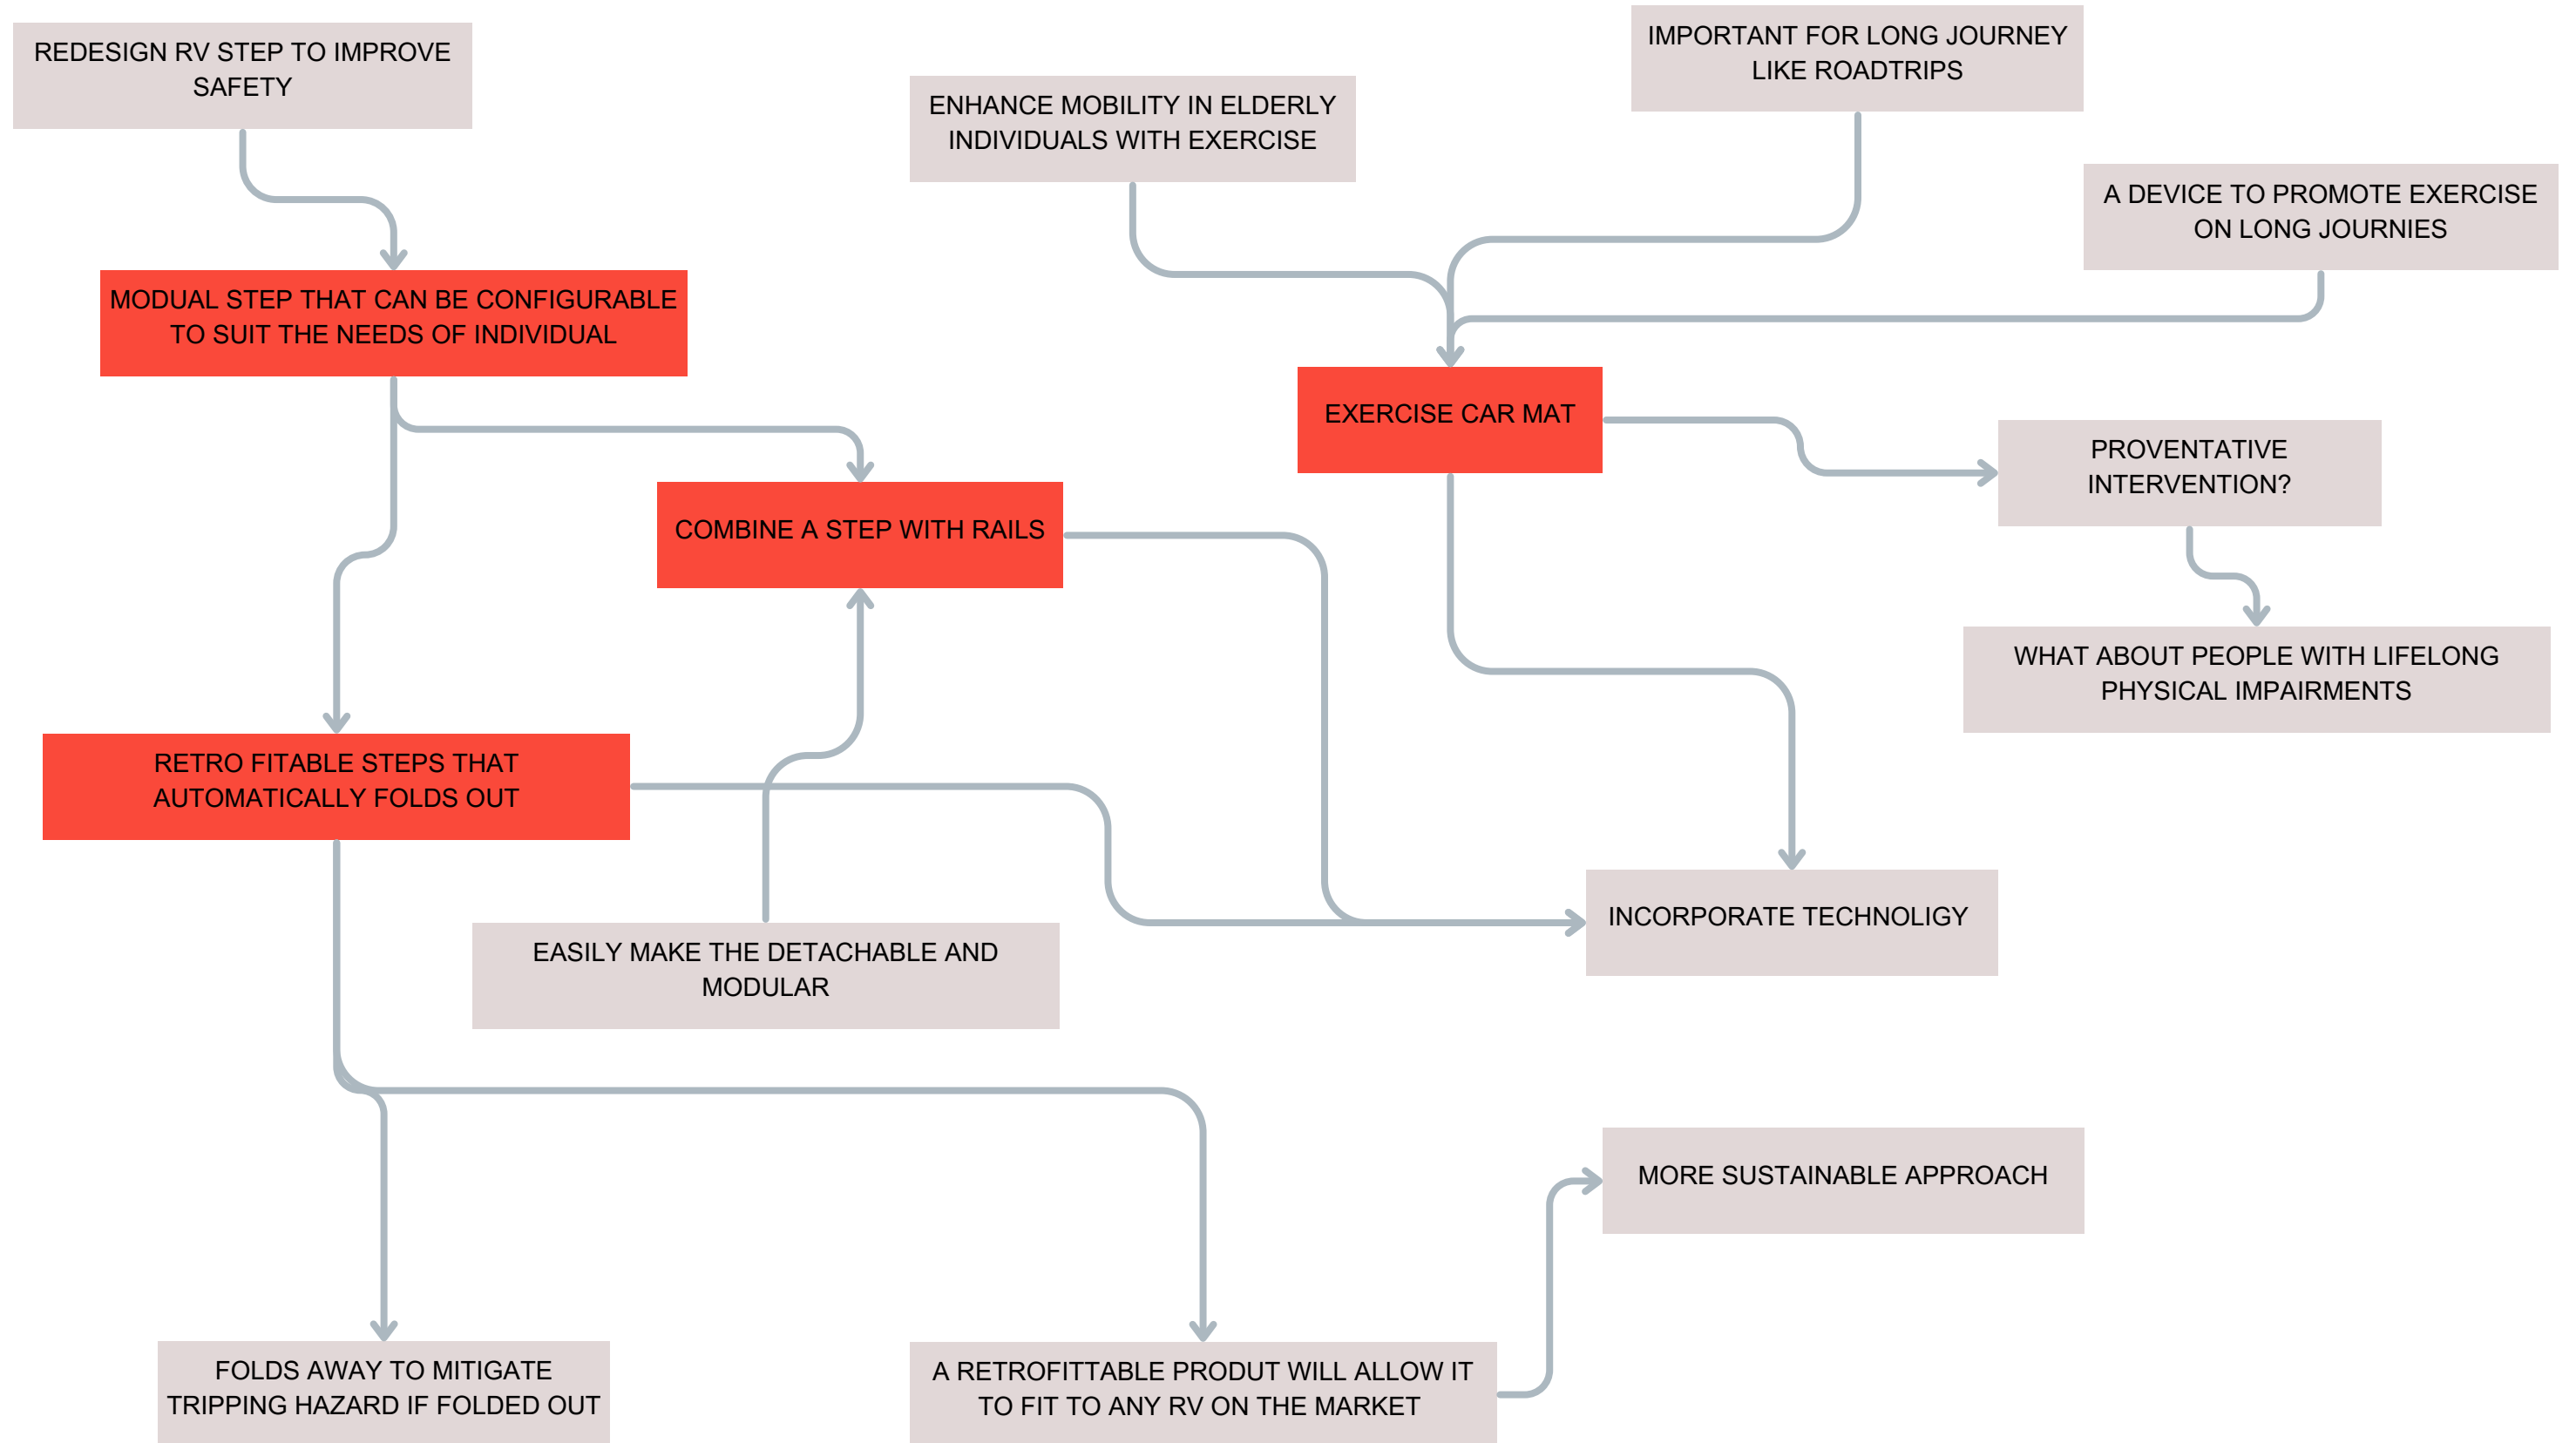 REDESIGN RV STEP TO IMPROVE
SAFETY
IMPORTANT FOR LONG JOURNEY
LIKE ROADTRIPS
ENHANCE MOBILITY IN ELDERLY
INDIVIDUALS WITH EXERCISE
A DEVICE TO PROMOTE EXERCISE
ON LONG JOURNIES
MODUAL STEP THAT CAN BE CONFIGURABLE
TO SUIT THE NEEDS OF INDIVIDUAL
EXERCISE CAR MAT
PROVENTATIVE
INTERVENTION?
COMBINE A STEP WITH RAILS
WHAT ABOUT PEOPLE WITH LIFELONG
PHYSICAL IMPAIRMENTS
RETRO FITABLE STEPS THAT
AUTOMATICALLY FOLDS OUT
INCORPORATE TECHNOLIGY
EASILY MAKE THE DETACHABLE AND
MODULAR
MORE SUSTAINABLE APPROACH
FOLDS AWAY TO MITIGATE
TRIPPING HAZARD IF FOLDED OUT
A RETROFITTABLE PRODUT WILL ALLOW IT
TO FIT TO ANY RV ON THE MARKET